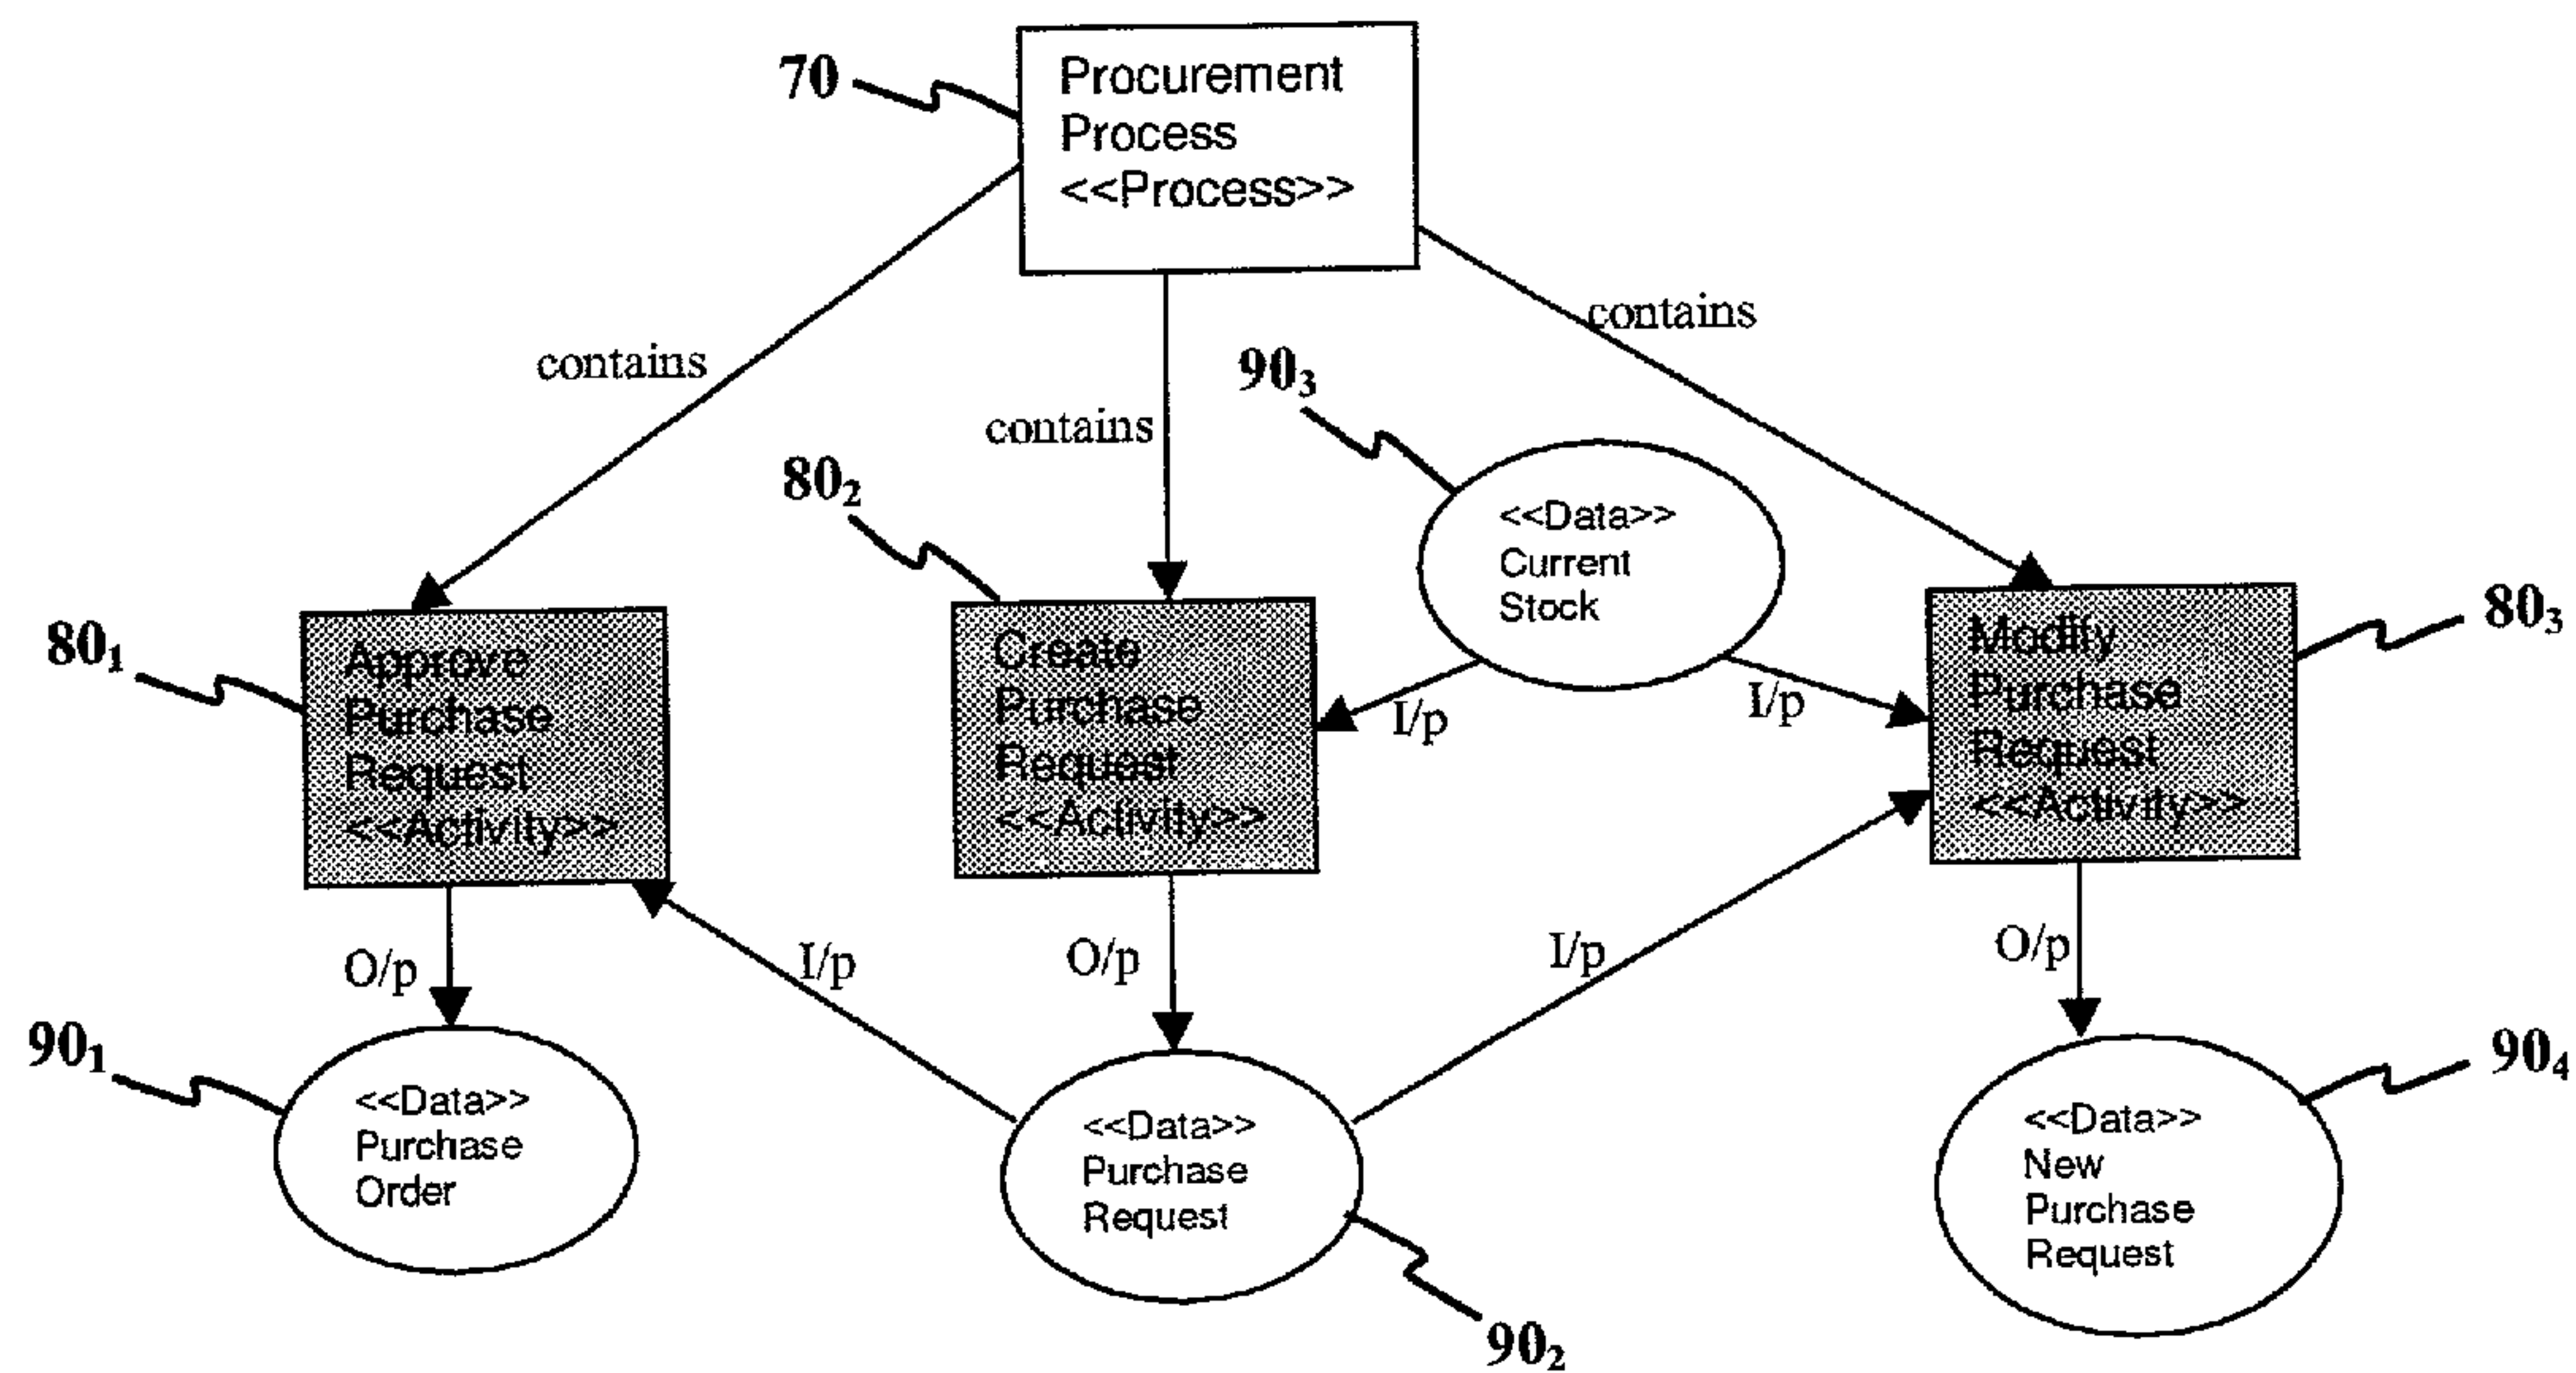 70
Procurement
Process
<<Process>>
contains
contains
contains
90₃
80₂
<<Data>>
Current
Stock
80₁
Approve
Purchase
Request
<<Activity>>
Create
Purchase
Request
<<Activity>>
I/p
I/p
Modify
Purchase
Request
<<Activity>>
80₃
O/p
I/p
O/p
I/p
O/p
90₁
<<Data>>
Purchase
Order
<<Data>>
Purchase
Request
90₂
<<Data>>
New
Purchase
Request
90₄